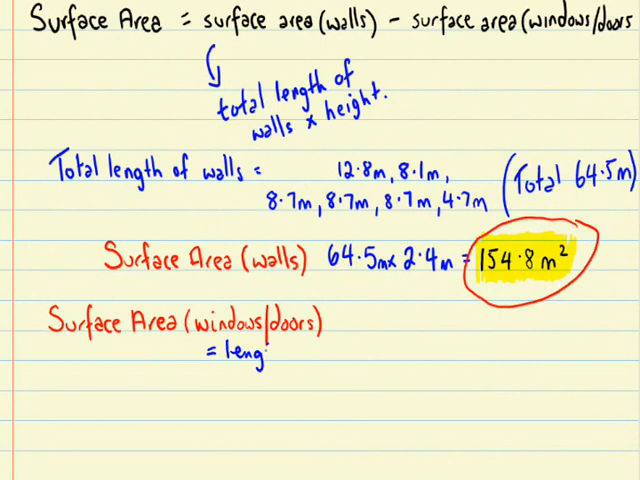 Surface Area = surface area (walls) - surface area (windows/doors
total length of
walls x height.
Total length of walls = 12.8m, 8.1m,
8.7m, 8.7m, 8.7m, 4.7m (Total 64.5m)
Surface Area (walls) 64.5m x 2.4m = 154.8 m²
Surface Area (windows/doors)
= leng